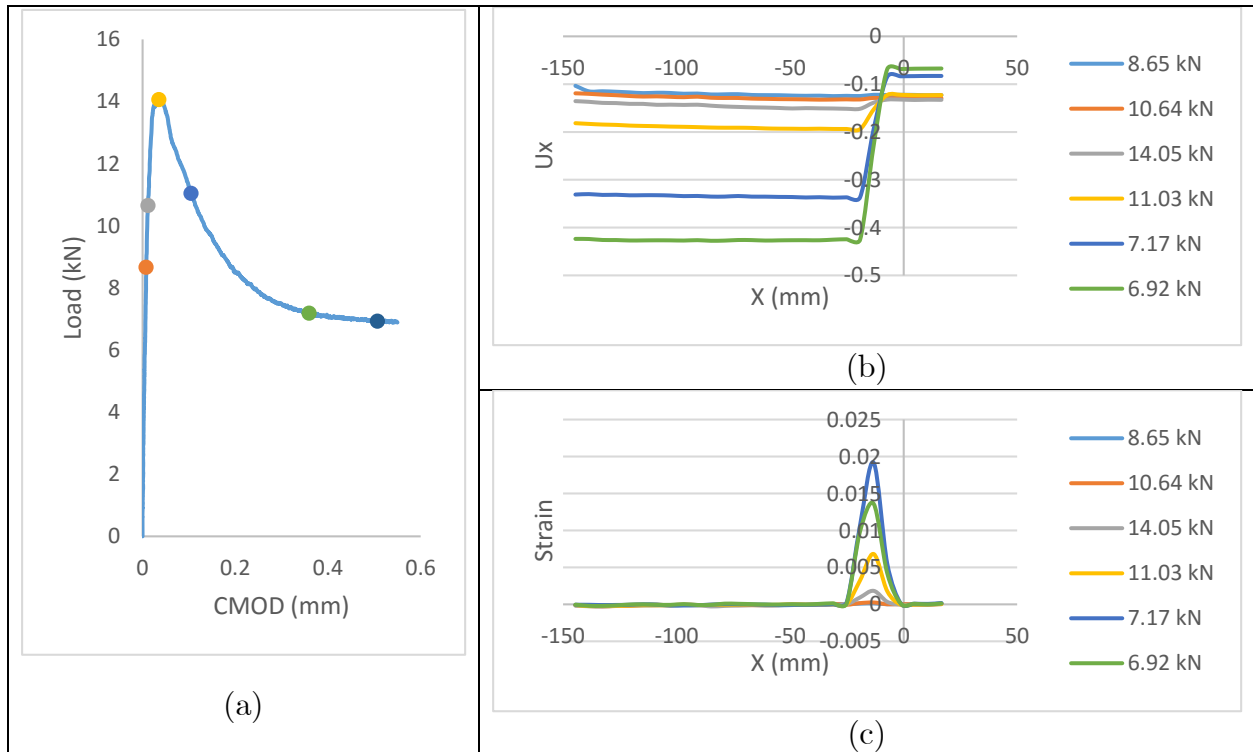 16
14
12
10
8
6
4
2
0
Load (kN)
0 0.2 0.4 0.6
CMOD (mm)
(a)
0
-150 -100 -50 0 50
-0.1
-0.2
-0.3
-0.4
-0.5
Ux
X (mm)
8.65 kN
10.64 kN
14.05 kN
11.03 kN
7.17 kN
6.92 kN
(b)
0.025
0.02
0.015
0.01
0.005
0
-0.005
-150 -100 -50 0 50
Strain
X (mm)
8.65 kN
10.64 kN
14.05 kN
11.03 kN
7.17 kN
6.92 kN
(c)